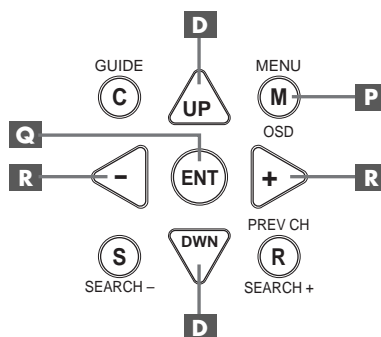 D
GUIDE MENU
C UP M P
OSD
Q
R - ENT + R
PREV CH
S DWN R
SEARCH – SEARCH +
D